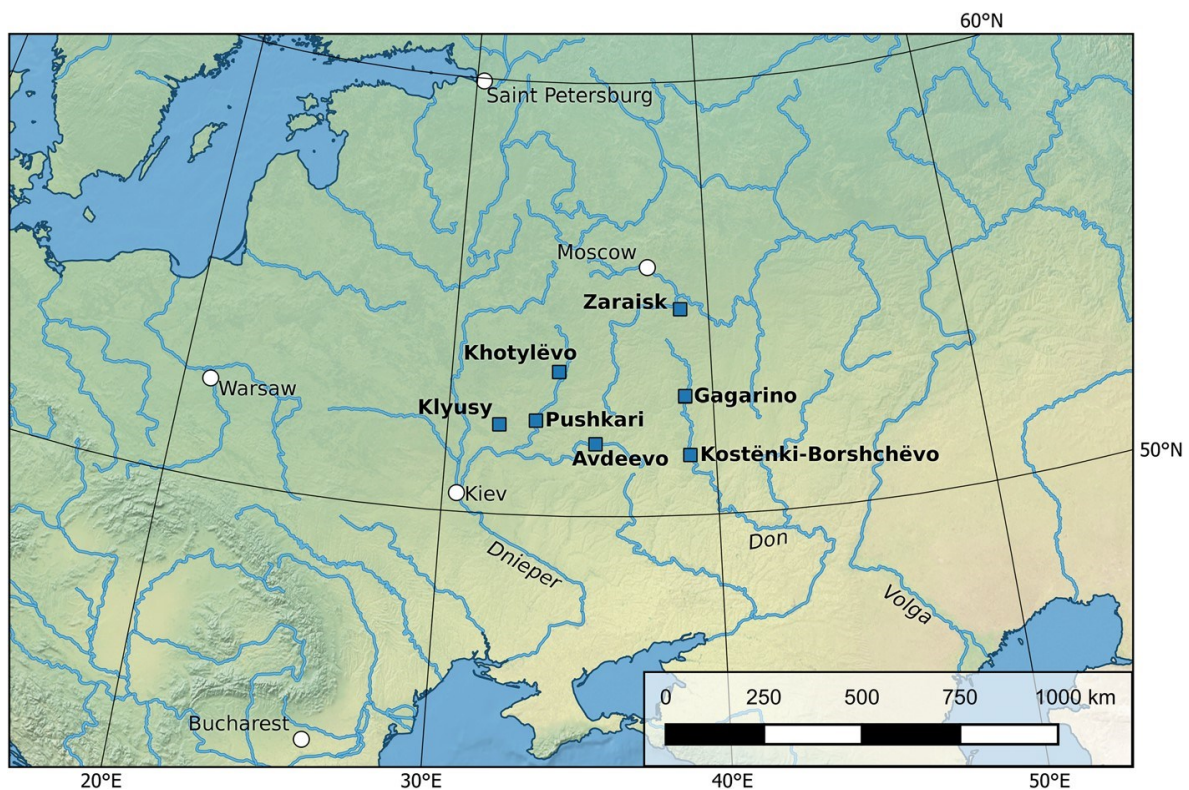 60°N
Saint Petersburg
Moscow
Zaraisk
Khotylëvo
Warsaw
Gagarino
Klyusy
Pushkari
50°N
Avdeevo
Kostënki-Borshchëvo
Kiev
Dnieper
Don
Volga
0 250 500 750 1000 km
Bucharest
20°E 30°E 40°E 50°E